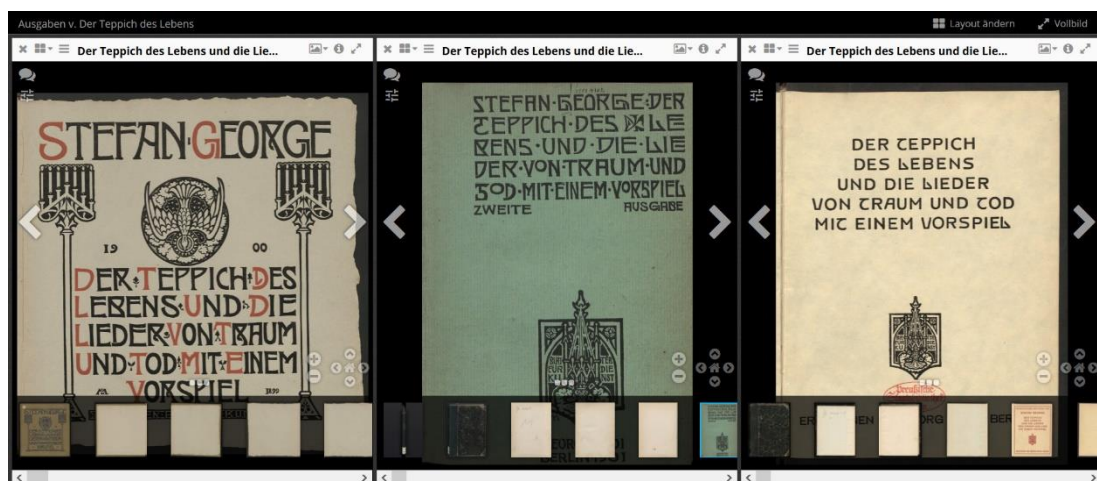 Ausgaben v. Der Teppich des Lebens
Layout ändern
Vollbild
Der Teppich des Lebens und die Lie...
STEFAN·GEORGE
19 00
DER·TEPPICH·DES
LEBENS·UND·DIE
LIEDER·VON·TRAUM
UND·TOD·MIT·EINEM
VORSPIEL
Der Teppich des Lebens und die Lie...
STEFAN·GEORGE·DER
TEPPICH·DES LE
BENS·UND·DIE·LIE
DER·VON·TRAUM·UND
TOD·MIT·EINEM·VORSPIEL
ZWEITE AUSGABE
BERLIN 1901
Der Teppich des Lebens und die Lie...
DER TEPPICH
DES LEBENS
UND DIE LIEDER
VON TRAUM UND TOD
MIT EINEM VORSPIEL